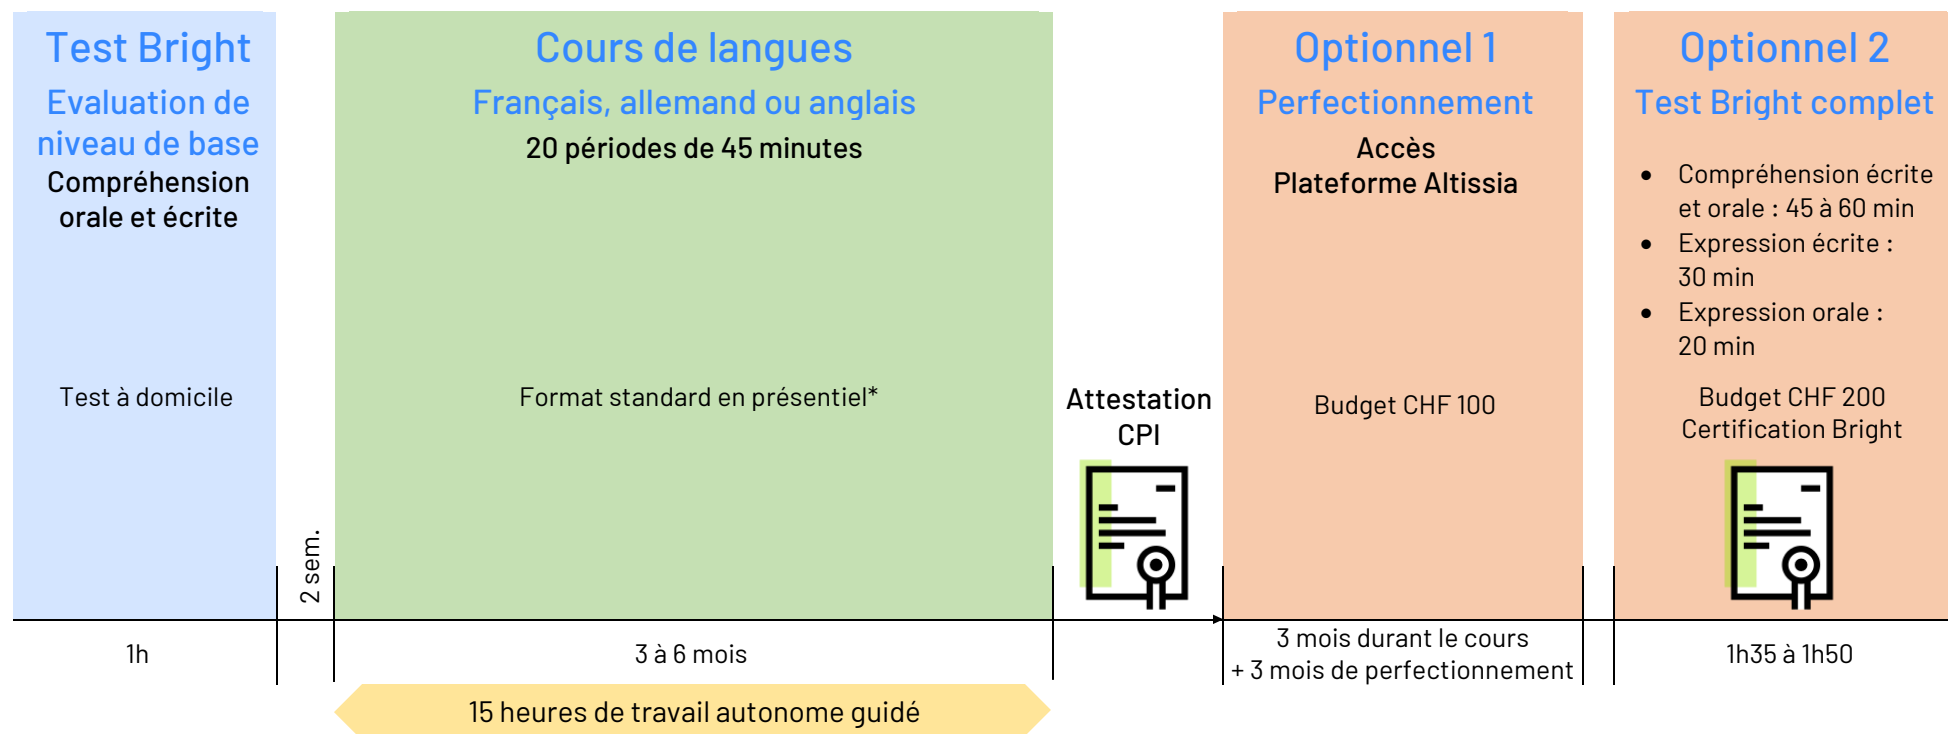 Test Bright
Evaluation de
niveau de base
Compréhension
orale et écrite
Test à domicile
1h
2 sem.
Cours de langues
Français, allemand ou anglais
20 périodes de 45 minutes
Format standard en présentiel*
3 à 6 mois
15 heures de travail autonome guidé
Attestation
CPI
Optionnel 1
Perfectionnement
Accès
Plateforme Altissia
Budget CHF 100
3 mois durant le cours
+ 3 mois de perfectionnement
Optionnel 2
Test Bright complet
• Compréhension écrite
et orale : 45 à 60 min
• Expression écrite :
30 min
• Expression orale :
20 min
Budget CHF 200
Certification Bright
1h35 à 1h50